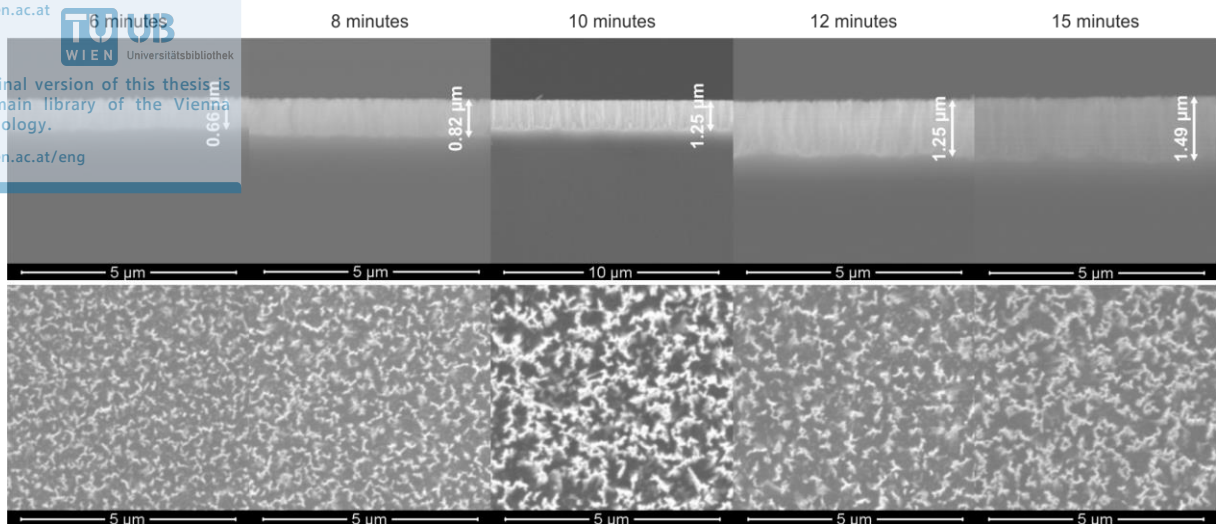 en.ac.at
6 minutes
8 minutes
10 minutes
12 minutes
15 minutes
TU UB
WIEN Universitätsbibliothek
inal version of this thesis is
main library of the Vienna
ology.
en.ac.at/eng
0.66 μm
0.82 μm
1.25 μm
1.25 μm
1.49 μm
5 μm
5 μm
10 μm
5 μm
5 μm
5 μm
5 μm
5 μm
5 μm
5 μm